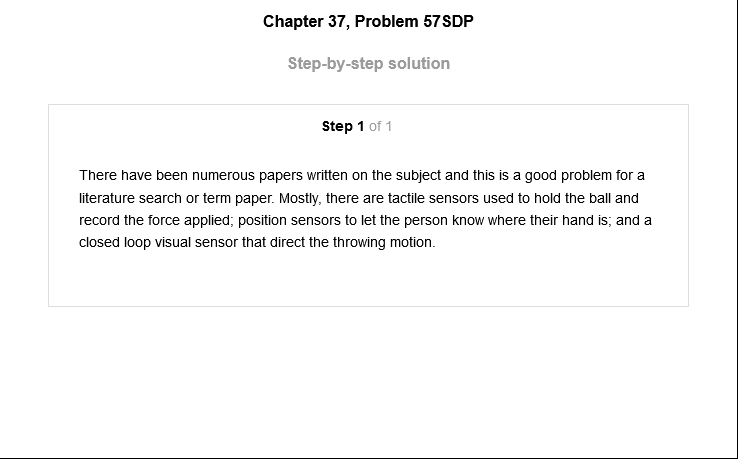 Chapter 37, Problem 57SDP
Step-by-step solution
Step 1 of 1
There have been numerous papers written on the subject and this is a good problem for a
literature search or term paper. Mostly, there are tactile sensors used to hold the ball and
record the force applied; position sensors to let the person know where their hand is; and a
closed loop visual sensor that direct the throwing motion.